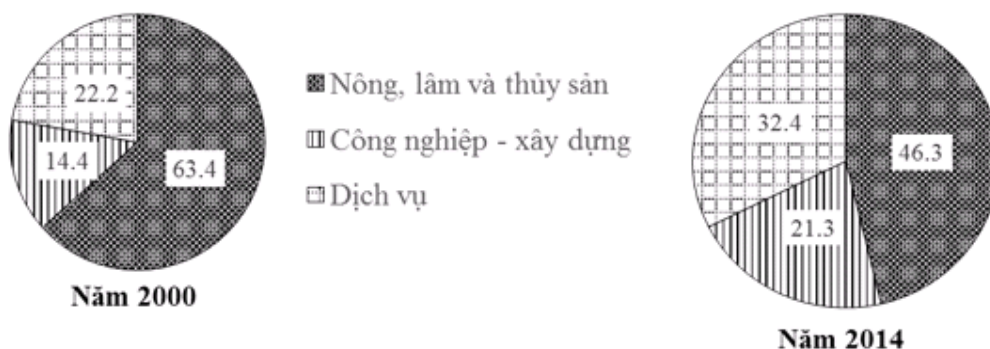 22.2
14.4
63.4
Năm 2000
Nông, lâm và thủy sản
Công nghiệp - xây dựng
Dịch vụ
32.4
46.3
21.3
Năm 2014